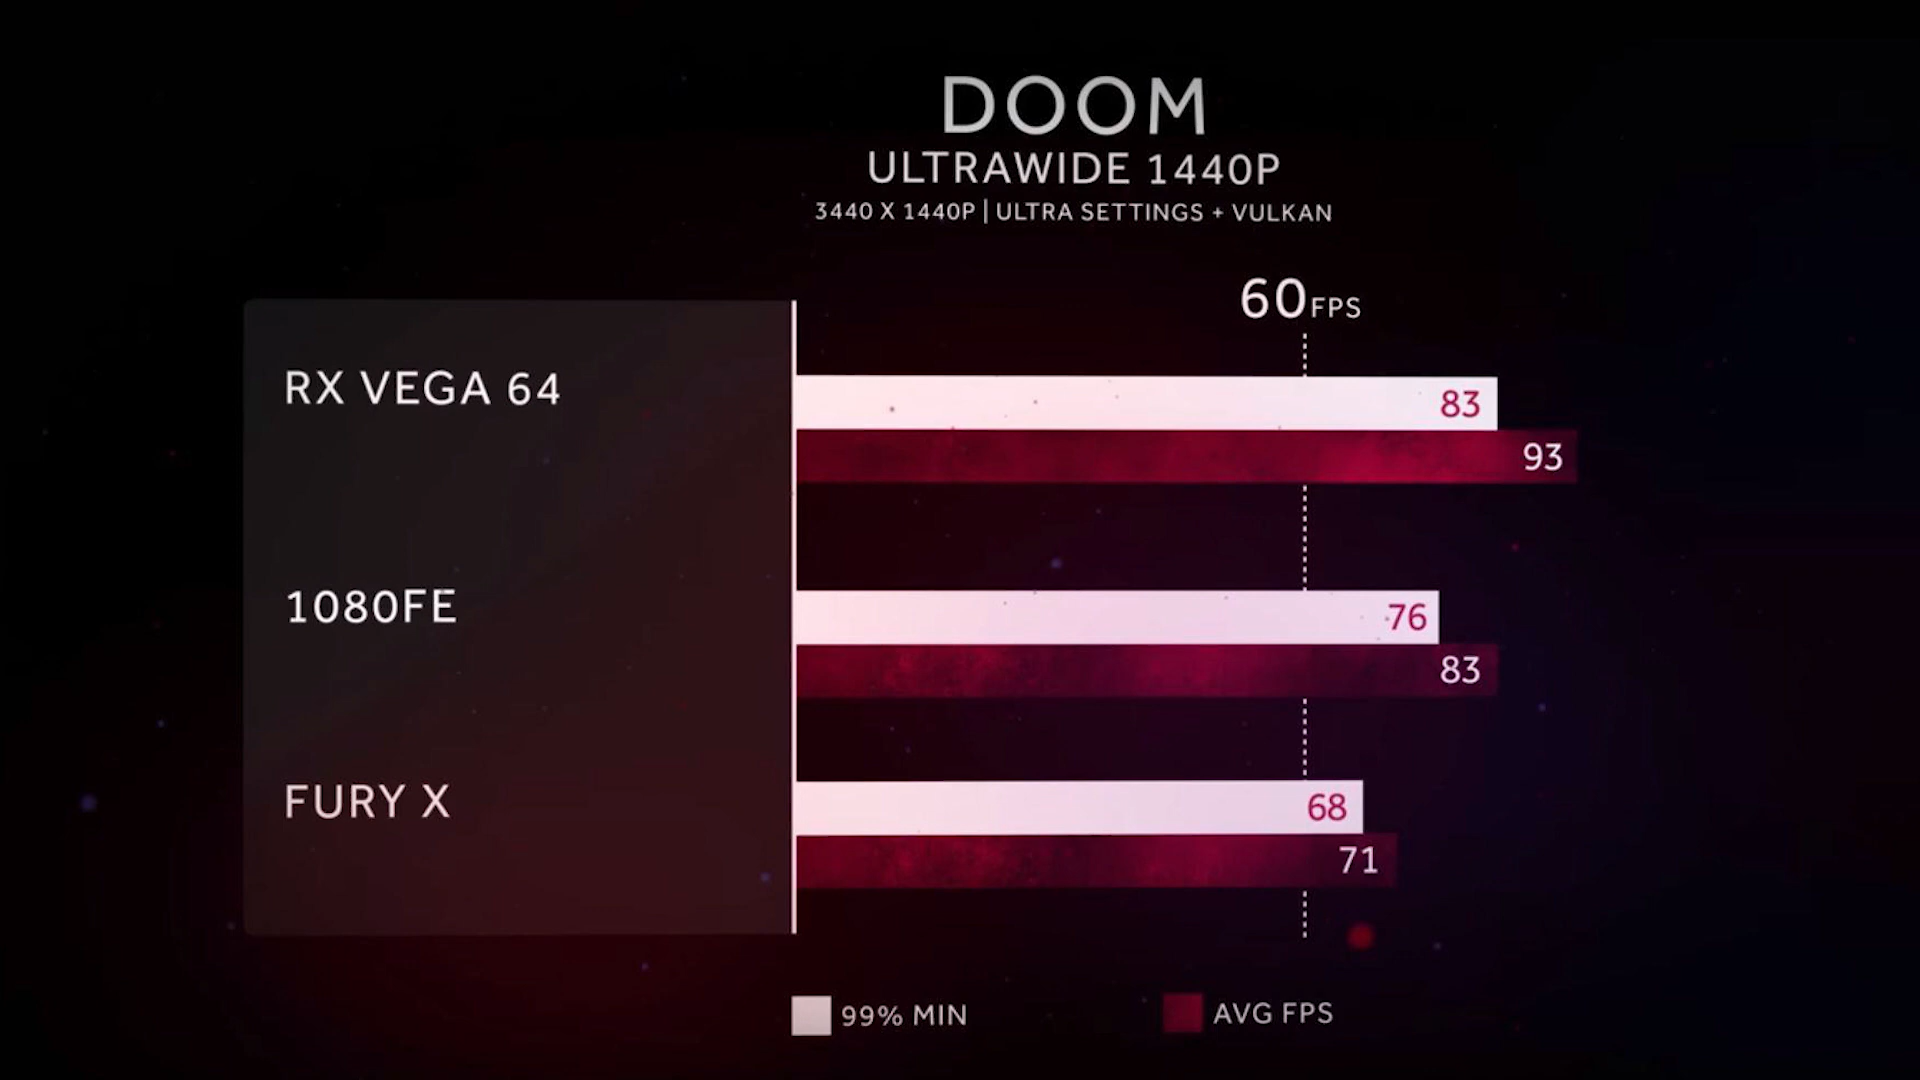 DOOM
ULTRAWIDE 1440P
3440 X 1440P | ULTRA SETTINGS + VULKAN
60FPS
RX VEGA 64
83
93
1080FE
76
83
FURY X
68
71
99% MIN
AVG FPS